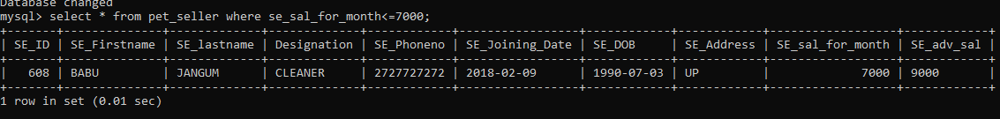 Database changed
mysql> select * from pet_seller where se_sal_for_month<=7000;
+-------+--------------+-------------+-------------+------------+-----------------+------------+------------+------------------+------------+
| SE_ID | SE_Firstname | SE_lastname | Designation | SE_Phoneno | SE_Joining_Date | SE_DOB     | SE_Address | SE_sal_for_month | SE_adv_sal |
+-------+--------------+-------------+-------------+------------+-----------------+------------+------------+------------------+------------+
|   608 | BABU         | JANGUM      | CLEANER     | 2727727272 | 2018-02-09      | 1990-07-03 | UP         |             7000 | 9000       |
+-------+--------------+-------------+-------------+------------+-----------------+------------+------------+------------------+------------+
1 row in set (0.01 sec)